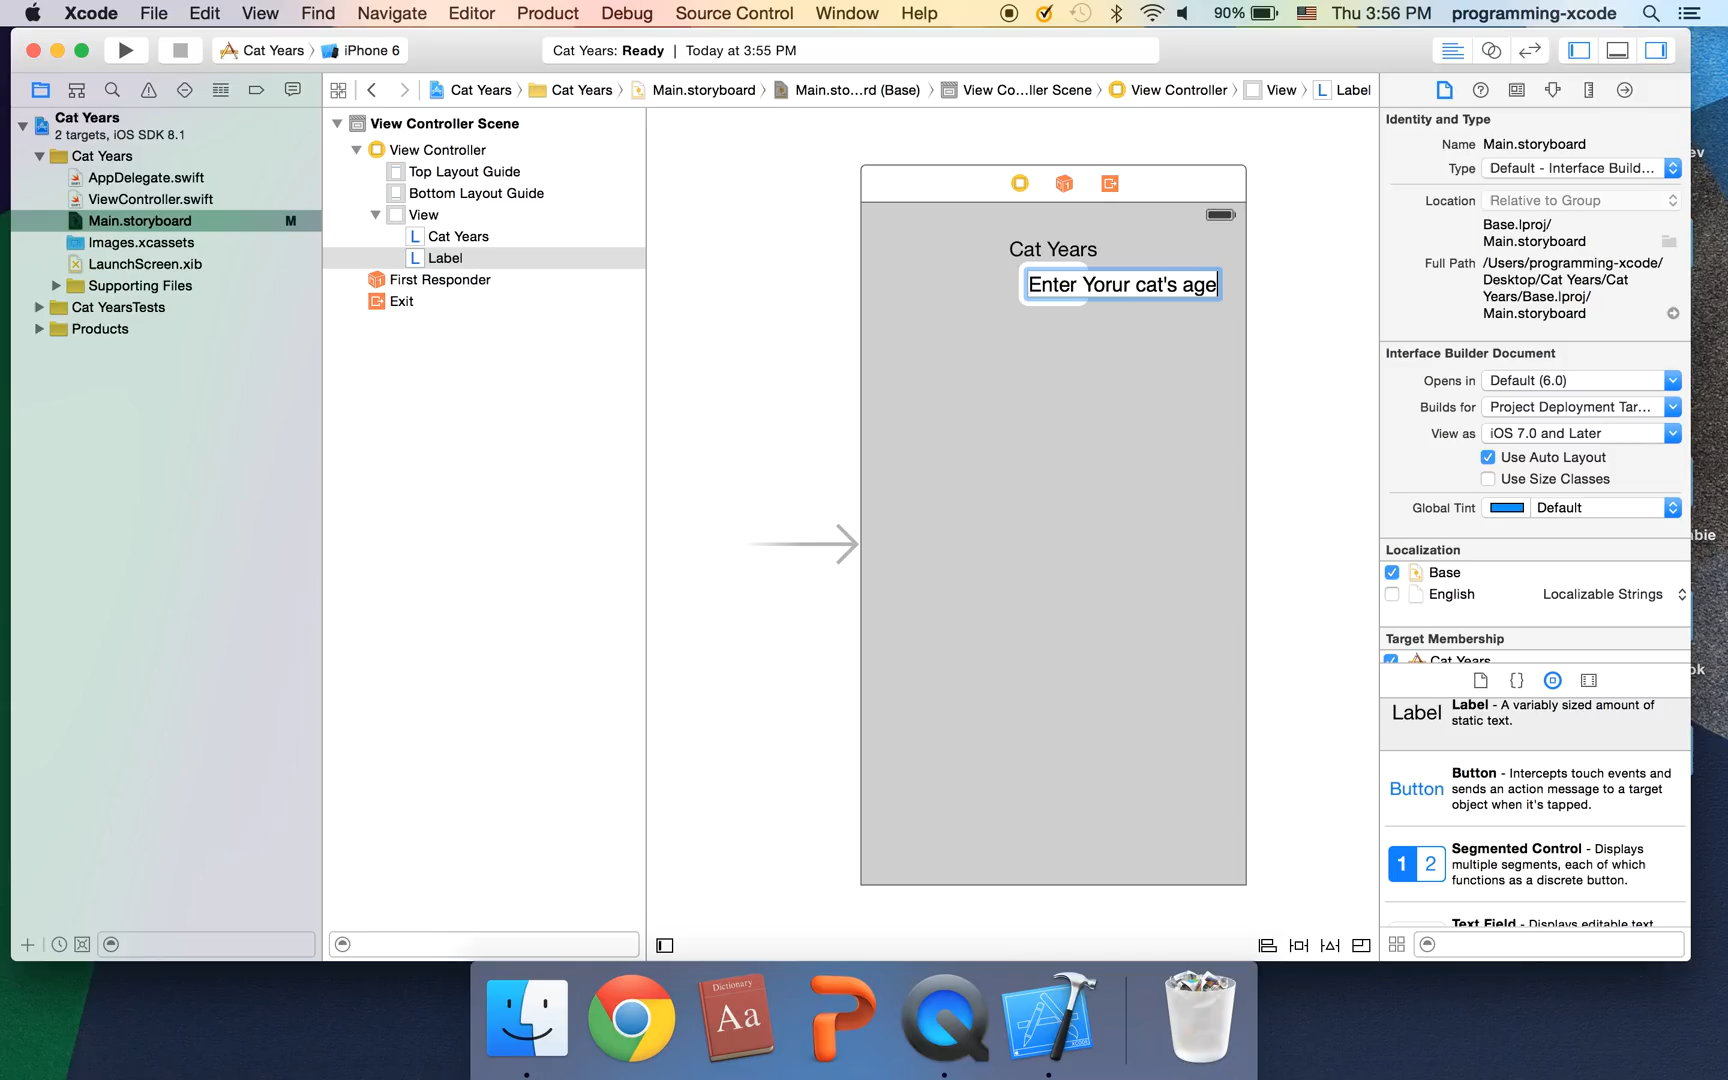 Xcode File Edit View Find Navigate Editor Product Debug Source Control Window Help 90% Thu 3:56 PM programming-xcode
Cat Years iPhone 6 Cat Years: Ready | Today at 3:55 PM
Cat Years Cat Years Main.storyboard Main.sto...rd (Base) View Co...ller Scene View Controller View L Label
Cat Years
2 targets, iOS SDK 8.1
Cat Years
AppDelegate.swift
ViewController.swift
Main.storyboard M
Images.xcassets
LaunchScreen.xib
Supporting Files
Cat YearsTests
Products
View Controller Scene
View Controller
Top Layout Guide
Bottom Layout Guide
View
L Cat Years
L Label
First Responder
Exit
Cat Years
Enter Yorur cat's age
Identity and Type
Name Main.storyboard
Type Default - Interface Build...
Location Relative to Group
Base.lproj/
Main.storyboard
Full Path /Users/programming-xcode/
Desktop/Cat Years/Cat
Years/Base.lproj/
Main.storyboard
Interface Builder Document
Opens in Default (6.0)
Builds for Project Deployment Tar...
View as iOS 7.0 and Later
Use Auto Layout
Use Size Classes
Global Tint Default
Localization
Base
English Localizable Strings
Target Membership
Cat Years
{}
Label Label - A variably sized amount of
static text.
Button Button - Intercepts touch events and
sends an action message to a target
object when it's tapped.
1 2 Segmented Control - Displays
multiple segments, each of which
functions as a discrete button.
Text Field - Displays editable text
Dictionary
Aa
XCODE